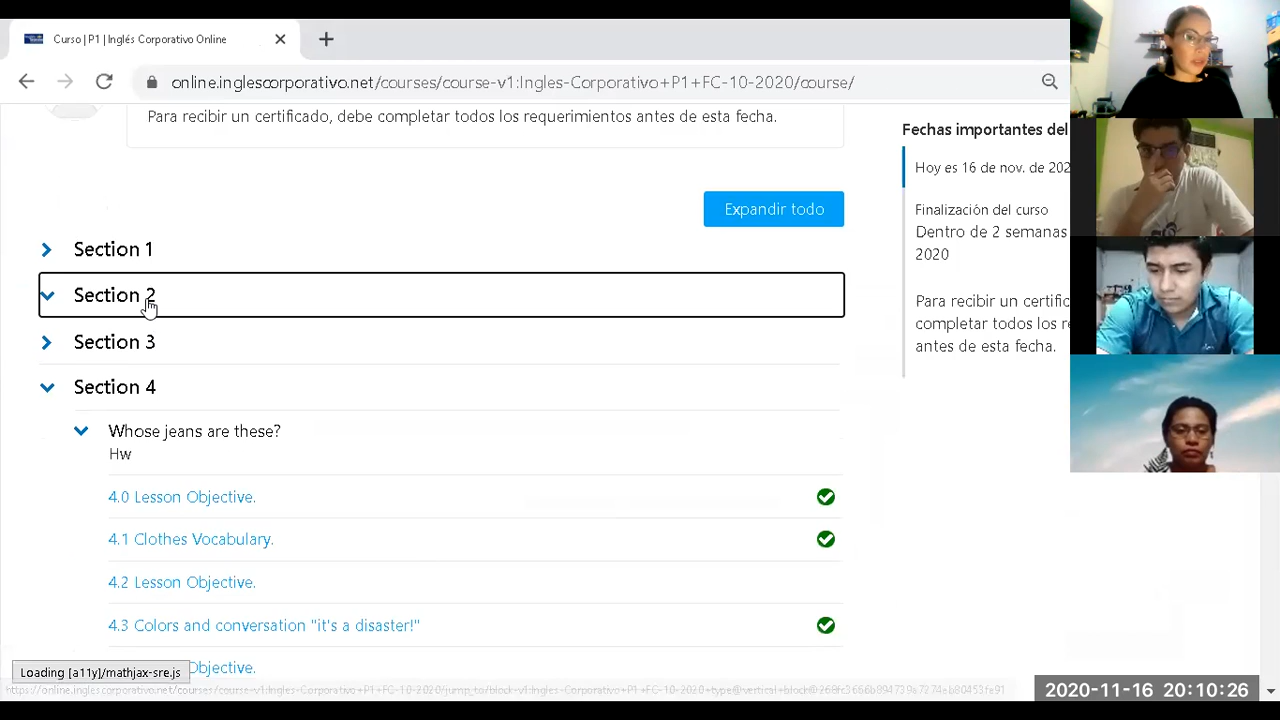 Curso | P1 | Inglés Corporativo Online
online.inglescorporativo.net/courses/course-v1:Ingles-Corporativo+P1+FC-10-2020/course/
Para recibir un certificado, debe completar todos los requerimientos antes de esta fecha.
Expandir todo
Section 1
Section 2
Section 3
Section 4
Whose jeans are these?
Hw
4.0 Lesson Objective.
4.1 Clothes Vocabulary.
4.2 Lesson Objective.
4.3 Colors and conversation "it's a disaster!"
Objective.
Fechas importantes del
Hoy es 16 de nov. de 202
Finalización del curso
Dentro de 2 semanas
2020
Para recibir un certific
completar todos los re
antes de esta fecha.
Loading [a11y]/mathjax-sre.js
2020-11-16 20:10:26